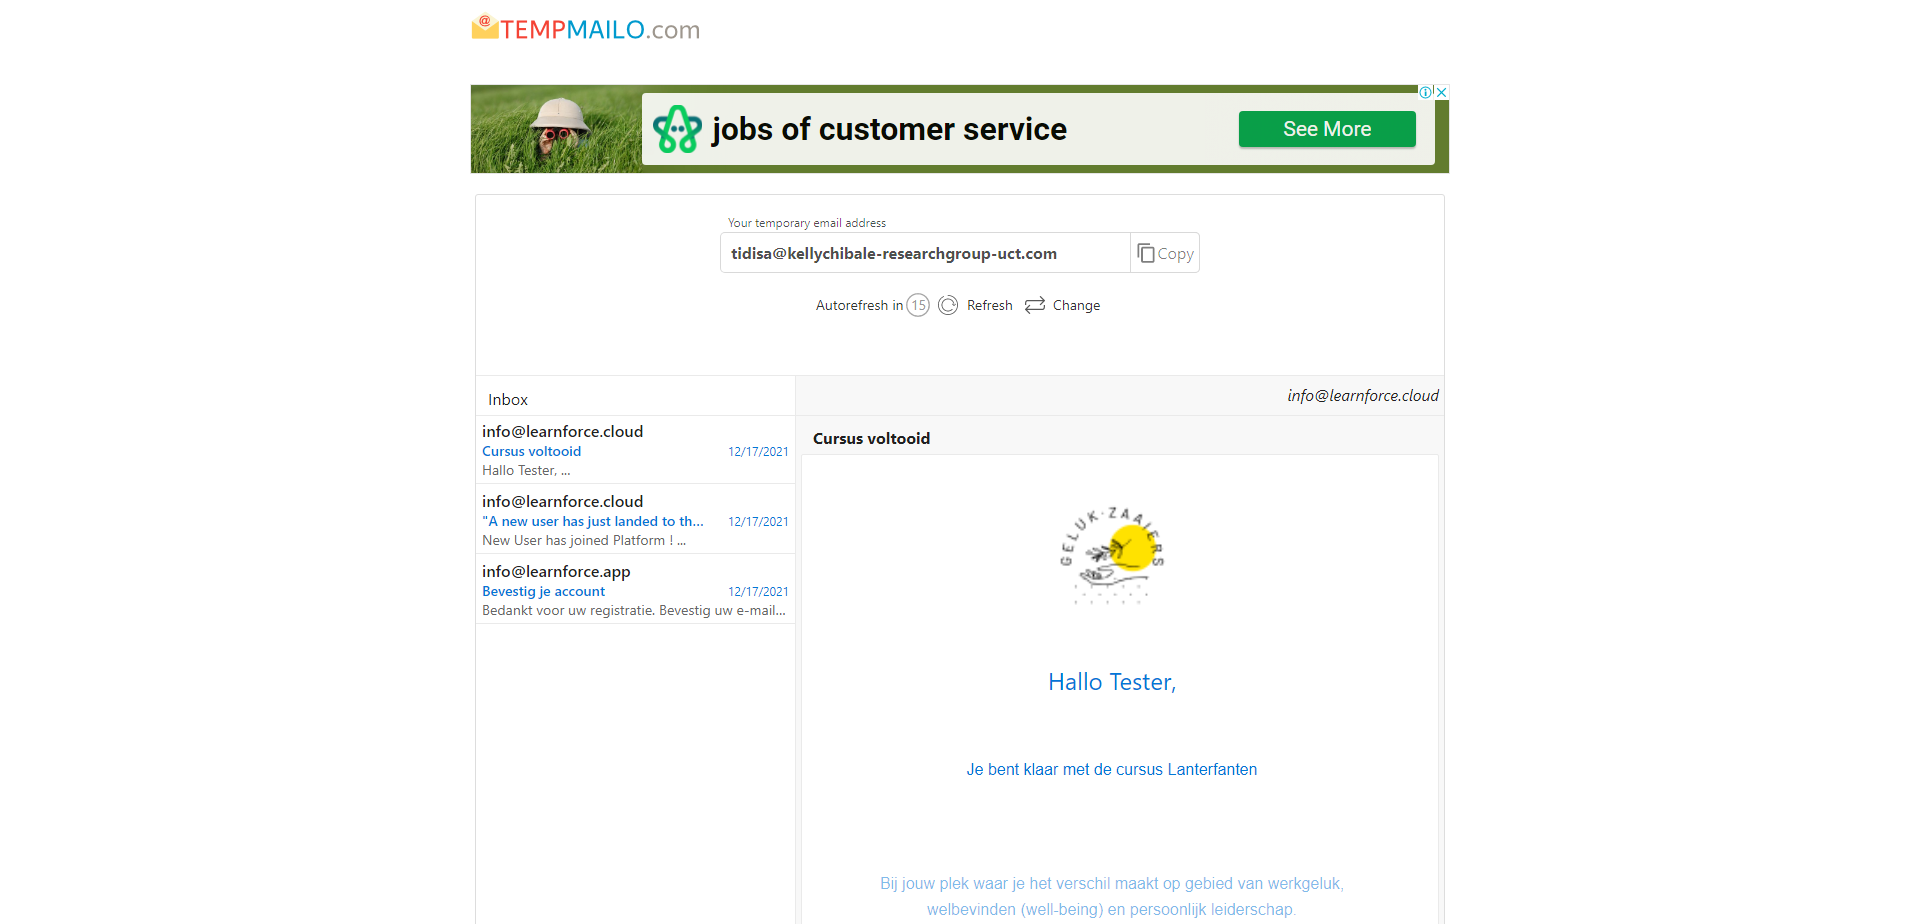 TEMPMAILO.com
jobs of customer service
See More
Your temporary email address
tidisa@kellychibale-researchgroup-uct.com
Copy
Autorefresh in 15 Refresh Change
Inbox
info@learnforce.cloud
Cursus voltooid 12/17/2021
Hallo Tester, ...
info@learnforce.cloud
"A new user has just landed to th... 12/17/2021
New User has joined Platform ! ...
info@learnforce.app
Bevestig je account 12/17/2021
Bedankt voor uw registratie. Bevestig uw e-mail...
info@learnforce.cloud
Cursus voltooid
GELUK·ZAAIERS
Hallo Tester,
Je bent klaar met de cursus Lanterfanten
Bij jouw plek waar je het verschil maakt op gebied van werkgeluk,
welbevinden (well-being) en persoonlijk leiderschap.